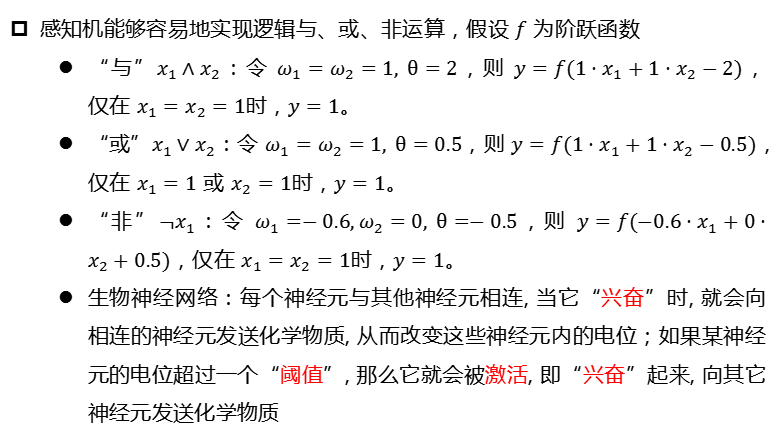 感知机能够容易地实现逻辑与、或、非运算，假设 𝑓 为阶跃函数
“与”𝑥₁ ∧ 𝑥₂：令 𝜔₁ = 𝜔₂ = 1, θ = 2，则 𝑦 = 𝑓(1 · 𝑥₁ + 1 · 𝑥₂ − 2)，
仅在 𝑥₁ = 𝑥₂ = 1时，𝑦 = 1。
“或”𝑥₁ ∨ 𝑥₂：令 𝜔₁ = 𝜔₂ = 1, θ = 0.5，则 𝑦 = 𝑓(1 · 𝑥₁ + 1 · 𝑥₂ − 0.5)，
仅在 𝑥₁ = 1 或 𝑥₂ = 1时，𝑦 = 1。
“非”¬𝑥₁：令 𝜔₁ =− 0.6, 𝜔₂ = 0, θ =− 0.5，则 𝑦 = 𝑓(−0.6 · 𝑥₁ + 0 ·
𝑥₂ + 0.5)，仅在 𝑥₁ = 𝑥₂ = 1时，𝑦 = 1。
生物神经网络：每个神经元与其他神经元相连, 当它“兴奋”时, 就会向
相连的神经元发送化学物质, 从而改变这些神经元内的电位；如果某神经
元的电位超过一个“阈值”, 那么它就会被激活, 即“兴奋”起来, 向其它
神经元发送化学物质